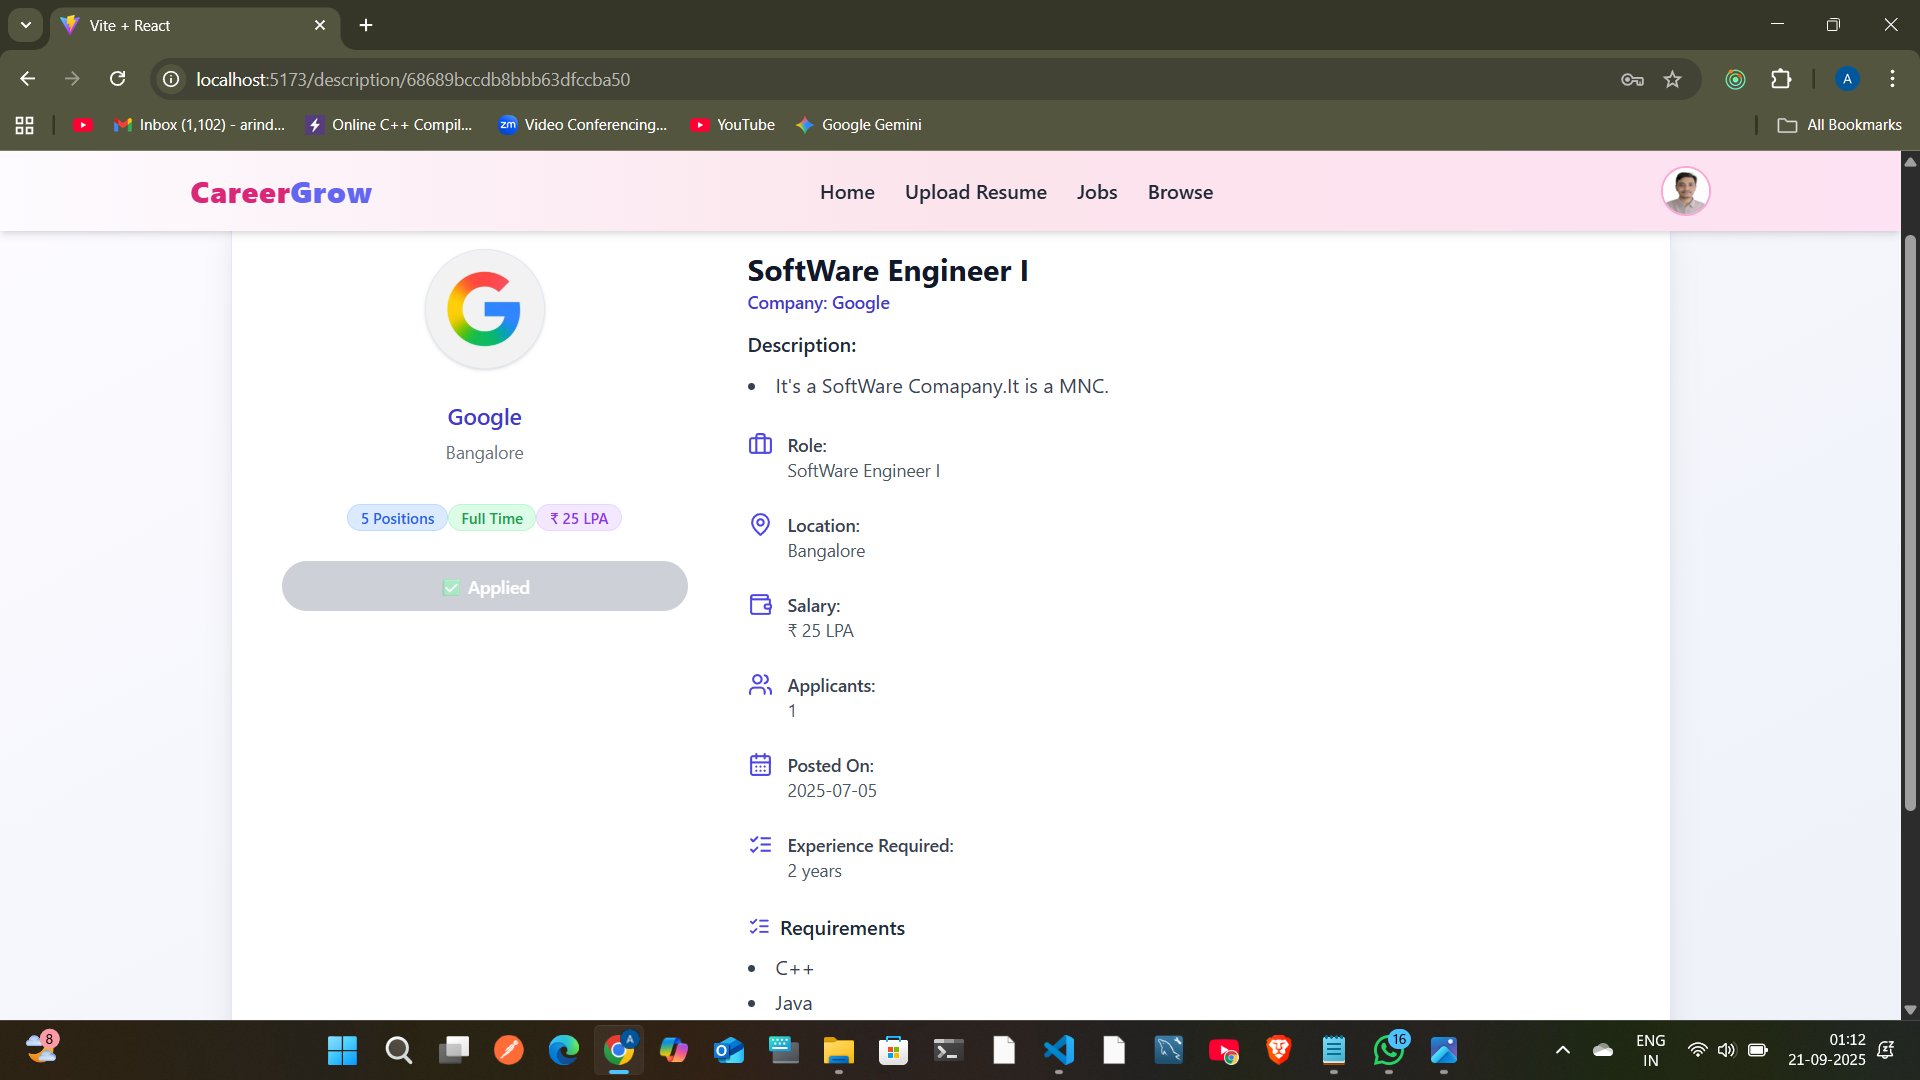 Vite + React
localhost:5173/description/68689bccdb8bbb63dfccba50
A
Inbox (1,102) - arind...
Online C++ Compil...
zm
Video Conferencing...
YouTube
Google Gemini
All Bookmarks
CareerGrow
Home
Upload Resume
Jobs
Browse
Google
Bangalore
5 Positions
Full Time
₹ 25 LPA
✅ Applied
SoftWare Engineer I
Company: Google
Description:
• It's a SoftWare Comapany.It is a MNC.
Role:
SoftWare Engineer I
Location:
Bangalore
Salary:
₹ 25 LPA
Applicants:
1
Posted On:
2025-07-05
Experience Required:
2 years
Requirements
• C++
• Java
8
A
16
ENG
IN
01:12
21-09-2025